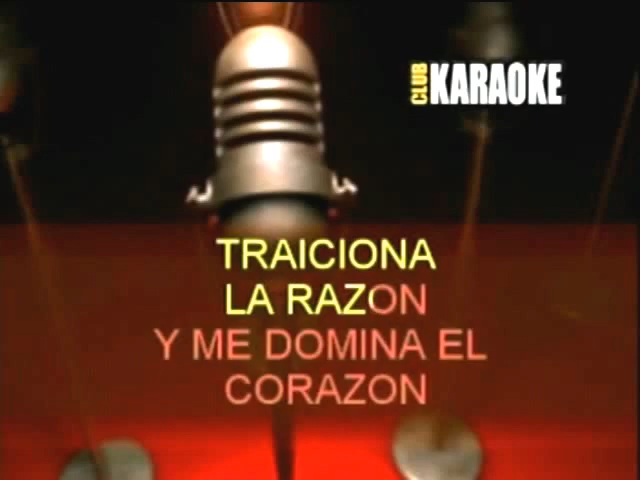 CLUB KARAOKE
TRAICIONA
LA RAZON
Y ME DOMINA EL
CORAZON